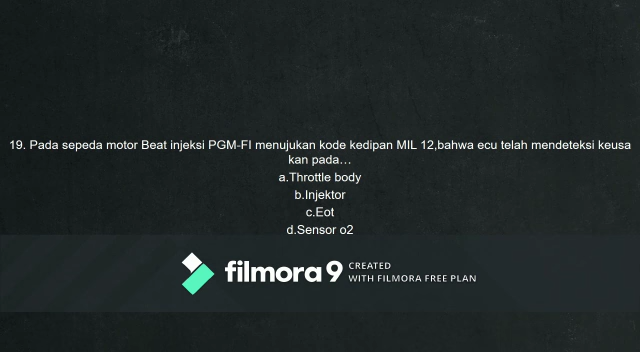 19. Pada sepeda motor Beat injeksi PGM-FI menujukan kode kedipan MIL 12,bahwa ecu telah mendeteksi keusa
kan pada…
a.Throttle body
b.Injektor
c.Eot
d.Sensor o2
filmora 9 CREATED
WITH FILMORA FREE PLAN